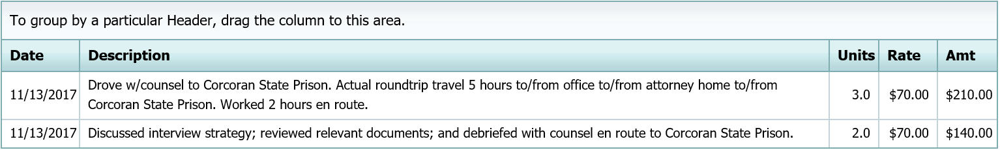 To group by a particular Header, drag the column to this area.
Date Description Units Rate Amt
11/13/2017 Drove w/counsel to Corcoran State Prison. Actual roundtrip travel 5 hours to/from office to/from attorney home to/from
Corcoran State Prison. Worked 2 hours en route. 3.0 $70.00 $210.00
11/13/2017 Discussed interview strategy; reviewed relevant documents; and debriefed with counsel en route to Corcoran State Prison. 2.0 $70.00 $140.00